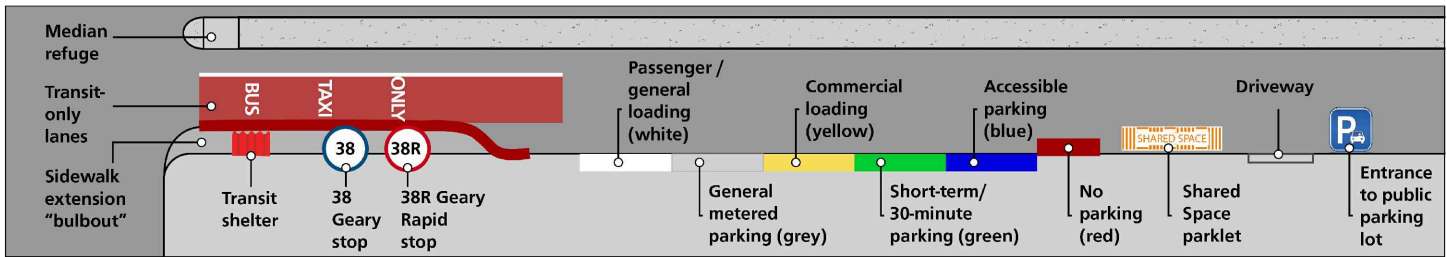 Median
refuge
Transit-
only
lanes
Sidewalk
extension
“bulbout”
BUS
TAXI
ONLY
Transit
shelter
38
38
Geary
stop
38R
38R Geary
Rapid
stop
Passenger /
general
loading
(white)
General
metered
parking (grey)
Commercial
loading
(yellow)
Short-term/
30-minute
parking (green)
Accessible
parking
(blue)
No
parking
(red)
SHARED SPACE
Shared
Space
parklet
Driveway
P
Entrance
to public
parking
lot